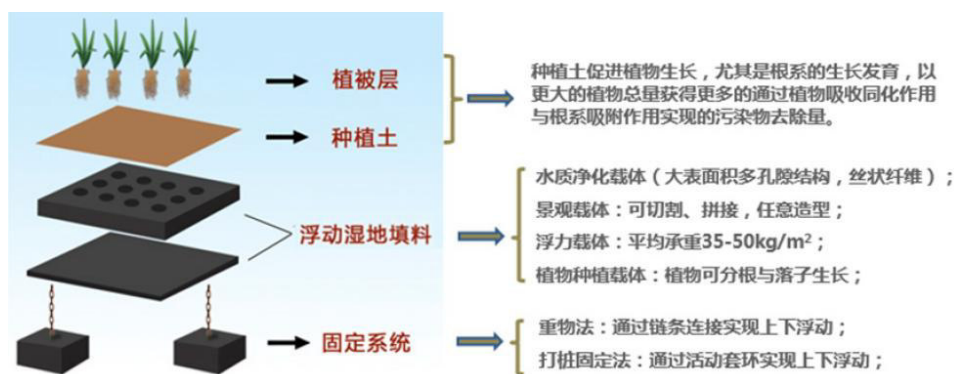 植被层
种植土
浮动湿地填料
固定系统
种植土促进植物生长，尤其是根系的生长发育，以
更大的植物总量获得更多的通过植物吸收同化作用
与根系吸附作用实现的污染物去除量。
水质净化载体（大表面积多孔隙结构，丝状纤维）；
景观载体：可切割、拼接，任意造型；
浮力载体：平均承重35-50kg/m²；
植物种植载体：植物可分根与落子生长；
重物法：通过链条连接实现上下浮动；
打桩固定法：通过活动套环实现上下浮动；